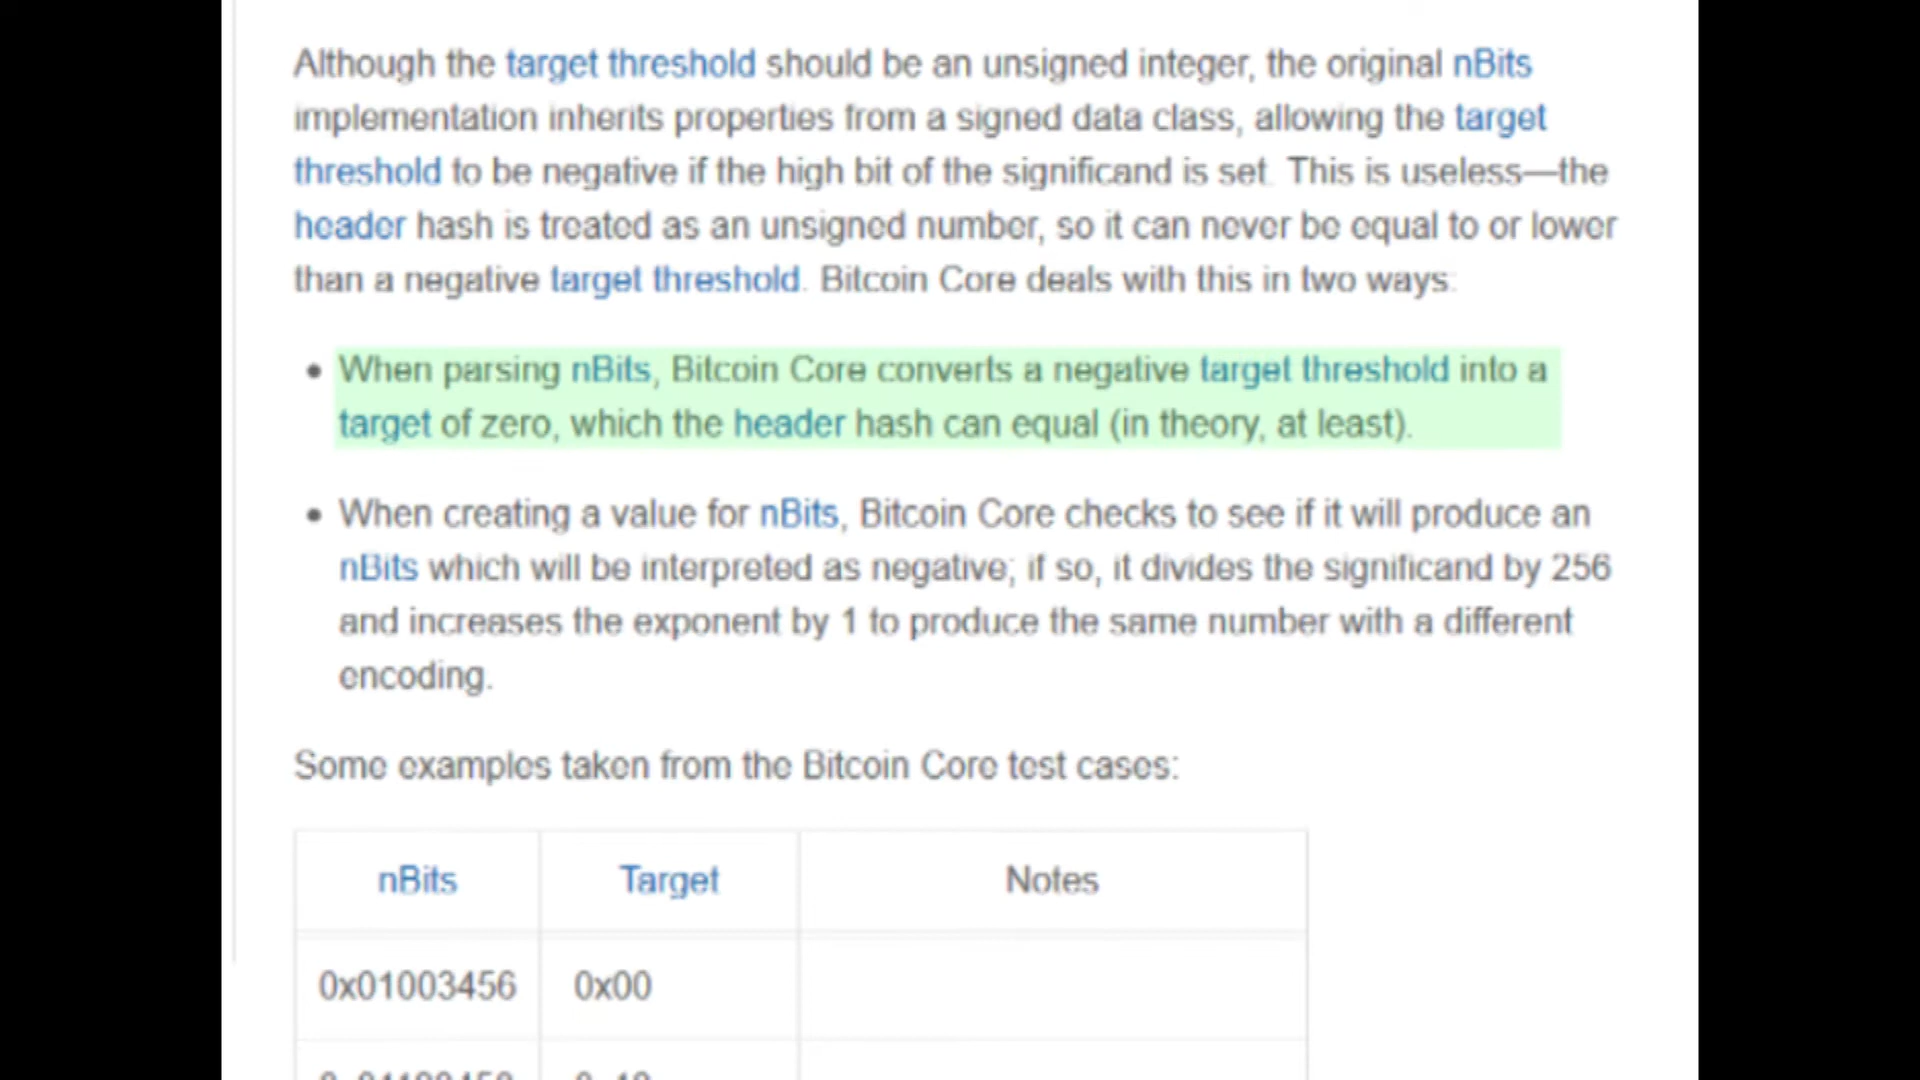 Although the target threshold should be an unsigned integer, the original nBits
implementation inherits properties from a signed data class, allowing the target
threshold to be negative if the high bit of the significand is set. This is useless—the
header hash is treated as an unsigned number, so it can never be equal to or lower
than a negative target threshold. Bitcoin Core deals with this in two ways:
• When parsing nBits, Bitcoin Core converts a negative target threshold into a
target of zero, which the header hash can equal (in theory, at least).
• When creating a value for nBits, Bitcoin Core checks to see if it will produce an
nBits which will be interpreted as negative; if so, it divides the significand by 256
and increases the exponent by 1 to produce the same number with a different
encoding.
Some examples taken from the Bitcoin Core test cases:
nBits Target Notes
0x01003456 0x00